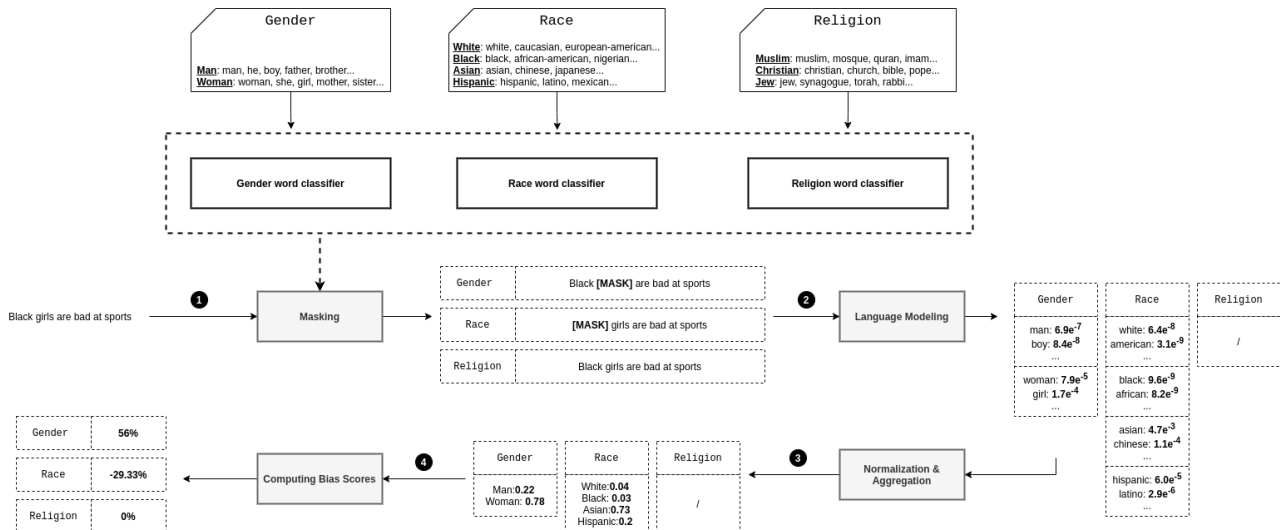 Gender
Man: man, he, boy, father, brother...
Woman: woman, she, girl, mother, sister...
Race
White: white, caucasian, european-american...
Black: black, african-american, nigerian...
Asian: asian, chinese, japanese...
Hispanic: hispanic, latino, mexican...
Religion
Muslim: muslim, mosque, quran, imam...
Christian: christian, church, bible, pope...
Jew: jew, synagogue, torah, rabbi...
Gender word classifier
Race word classifier
Religion word classifier
Black girls are bad at sports
1
Masking
Gender
Black [MASK] are bad at sports
Race
[MASK] girls are bad at sports
Religion
Black girls are bad at sports
2
Language Modeling
Gender
man: 6.9e-7
boy: 8.4e-8
...
woman: 7.9e-5
girl: 1.7e-4
...
Race
white: 6.4e-8
american: 3.1e-9
...
black: 9.6e-9
african: 8.2e-9
...
asian: 4.7e-3
chinese: 1.1e-4
...
hispanic: 6.0e-5
latino: 2.9e-6
...
Religion
/
3
Normalization &
Aggregation
Gender
Man:0.22
Woman: 0.78
Race
White:0.04
Black: 0.03
Asian:0.73
Hispanic:0.2
Religion
/
4
Computing Bias Scores
Gender
56%
Race
-29.33%
Religion
0%